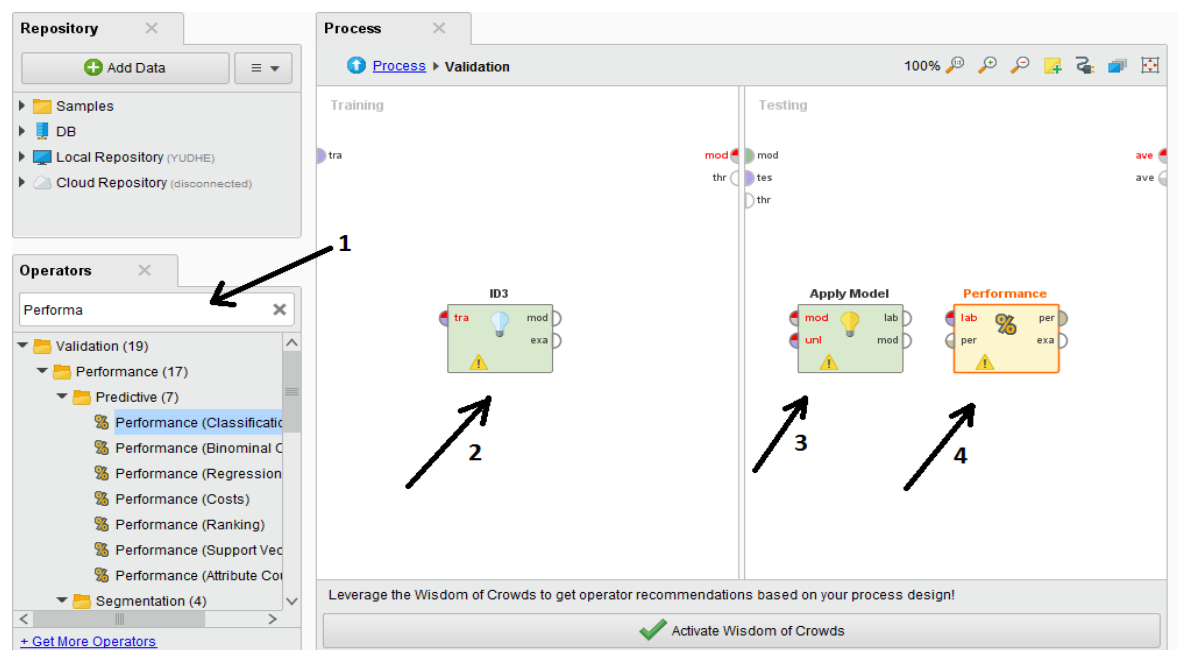 Repository
Add Data
Samples
DB
Local Repository (YUDHE)
Cloud Repository (disconnected)
Operators
Performa
Validation (19)
Performance (17)
Predictive (7)
Performance (Classificatic
Performance (Binominal C
Performance (Regression
Performance (Costs)
Performance (Ranking)
Performance (Support Vec
Performance (Attribute Cou
Segmentation (4)
+ Get More Operators
1
Process
Process Validation
100%
Training
tra
mod
thr
ID3
tra mod
exa
2
Testing
mod
tes
thr
ave
ave
Apply Model
mod lab
unl mod
3
Performance
lab per
per exa
4
Leverage the Wisdom of Crowds to get operator recommendations based on your process design!
Activate Wisdom of Crowds